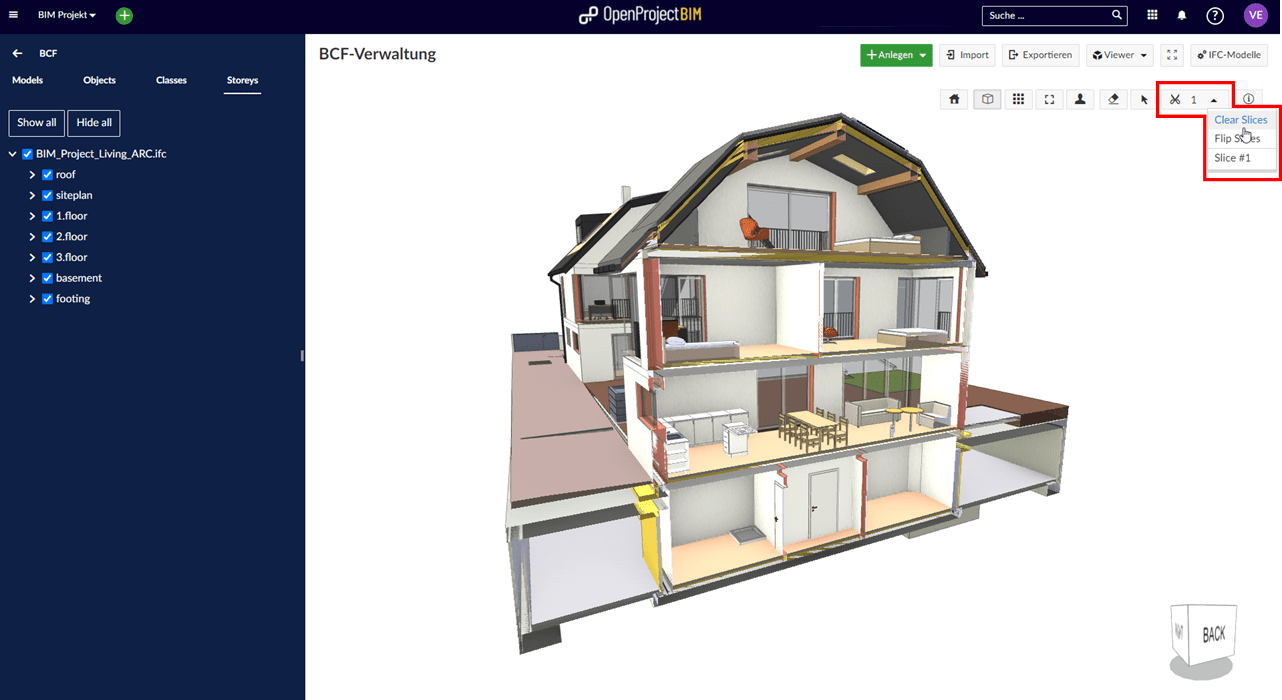 BIM Projekt
OpenProject BIM
Suche ...
?
VE
BCF
Models Objects Classes Storeys
Show all Hide all
BIM_Project_Living_ARC.ifc
roof
siteplan
1.floor
2.floor
3.floor
basement
footing
BCF-Verwaltung
+ Anlegen Import Exportieren Viewer IFC-Modelle
1
Clear Slices
Flip Slices
Slice #1
BACK